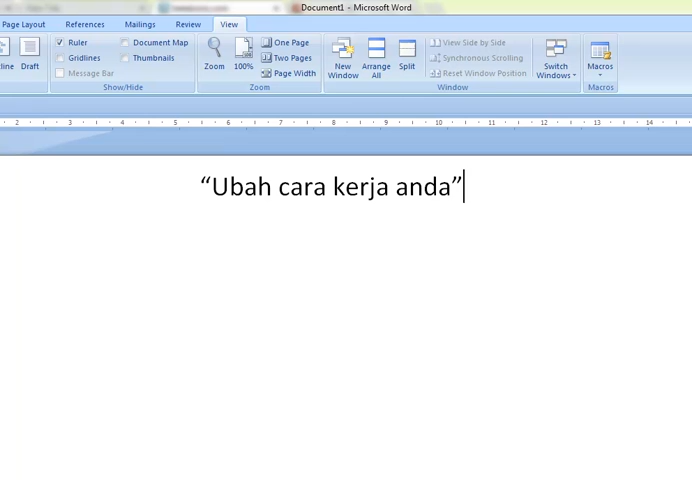 Document1 - Microsoft Word
Page Layout References Mailings Review View
Ruler Document Map One Page View Side by Side
Gridlines Thumbnails Two Pages Synchronous Scrolling
Draft Zoom 100% New Window Arrange All Split Switch Windows Macros
Message Bar Page Width Reset Window Position
Show/Hide Zoom Window Macros
2 3 4 5 6 7 8 9 10 11 12 13 14
“Ubah cara kerja anda”